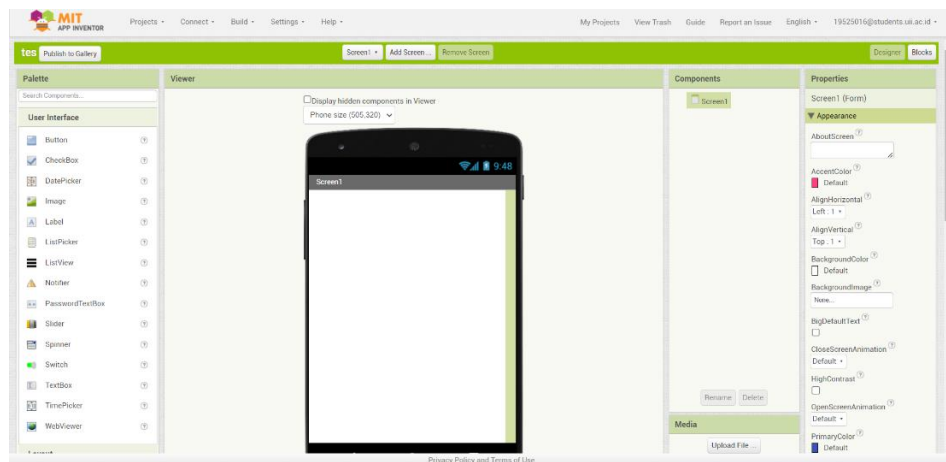 MIT
APP INVENTOR
Projects
Connect
Build
Settings
Help
My Projects
View Trash
Guide
Report an Issue
English
19525016@students.uii.ac.id
tes
Publish to Gallery
Screen1
Add Screen ...
Remove Screen
Designer
Blocks
Palette
Search Components...
User Interface
Button
CheckBox
DatePicker
Image
Label
ListPicker
ListView
Notifier
PasswordTextBox
Slider
Spinner
Switch
TextBox
TimePicker
WebViewer
Layout
Viewer
Display hidden components in Viewer
Phone size (505,320)
9:48
Screen1
Components
Screen1
Rename
Delete
Media
Upload File ...
Properties
Screen1 (Form)
Appearance
AboutScreen
AccentColor
Default
AlignHorizontal
Left : 1
AlignVertical
Top : 1
BackgroundColor
Default
BackgroundImage
None...
BigDefaultText
CloseScreenAnimation
Default
HighContrast
OpenScreenAnimation
Default
PrimaryColor
Default
Privacy Policy and Terms of Use